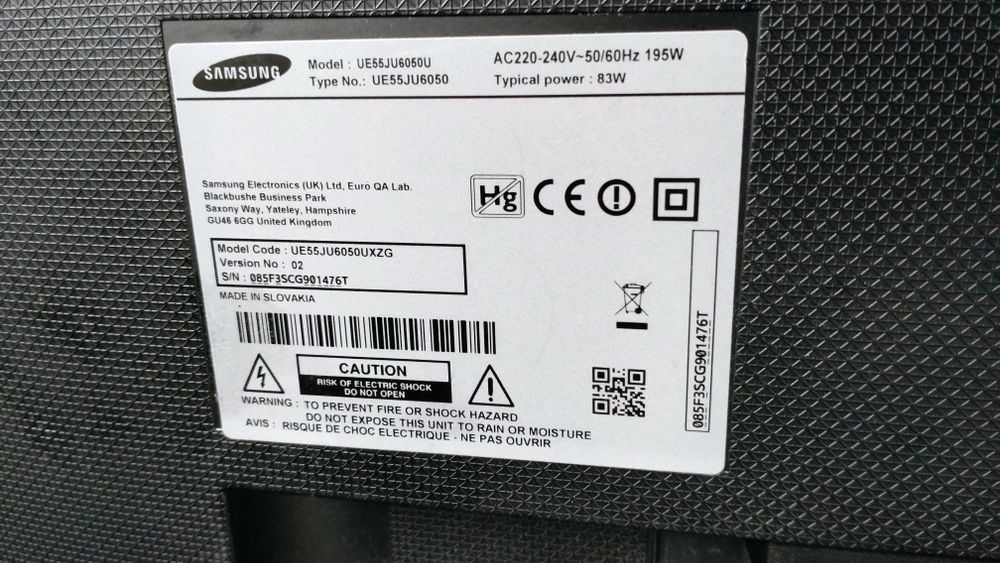 SAMSUNG
Model : UE55JU6050U
Type No.: UE55JU6050
AC220-240V~50/60Hz 195W
Typical power : 83W
Samsung Electronics (UK) Ltd, Euro QA Lab.
Blackbushe Business Park
Saxony Way, Yateley, Hampshire
GU46 6GG United Kingdom
Hg CE
Model Code : UE55JU6050UXZG
Version No : 02
S/N : 085F3SCG901476T
MADE IN SLOVAKIA
085F3SCG901476T
CAUTION
RISK OF ELECTRIC SHOCK
DO NOT OPEN
WARNING : TO PREVENT FIRE OR SHOCK HAZARD
DO NOT EXPOSE THIS UNIT TO RAIN OR MOISTURE
AVIS : RISQUE DE CHOC ELECTRIQUE - NE PAS OUVRIR